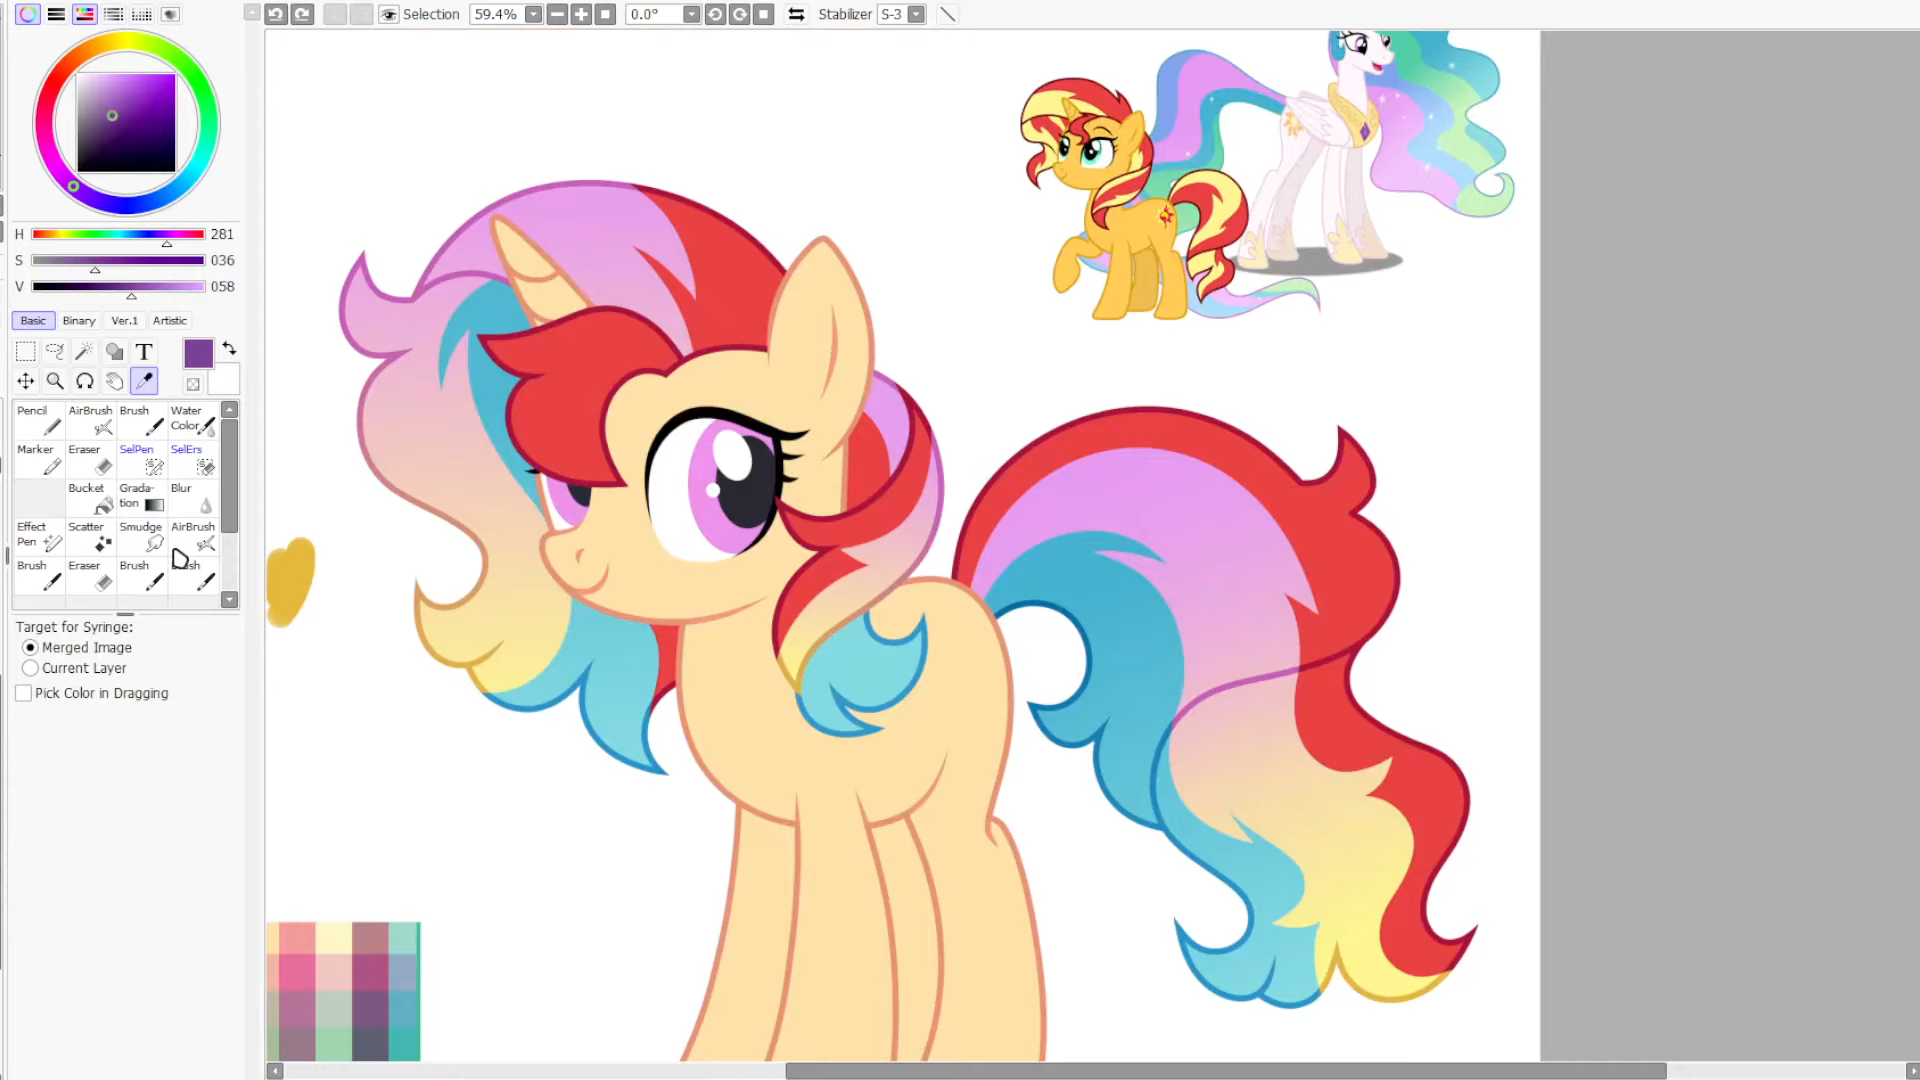 Selection 59.4% 0.0° Stabilizer S-3
H 281
S 036
V 058
Basic Binary Ver.1 Artistic
T
Pencil AirBrush Brush Water Color
Marker Eraser SelPen SelErs
Bucket Grada-tion Blur
Effect Pen Scatter Smudge AirBrush
Brush Eraser Brush
Target for Syringe:
Merged Image
Current Layer
Pick Color in Dragging